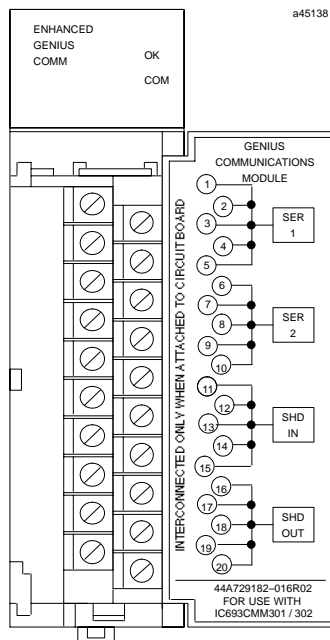 a45138
ENHANCED
GENIUS
COMM
OK
COM
GENIUS
COMMUNICATIONS
MODULE
INTERCONNECTED ONLY WHEN ATTACHED TO CIRCUIT BOARD
1
2
3
4
5
SER
1
6
7
8
9
10
SER
2
11
12
13
14
15
SHD
IN
16
17
18
19
20
SHD
OUT
44A729182–016R02
FOR USE WITH
IC693CMM301 / 302